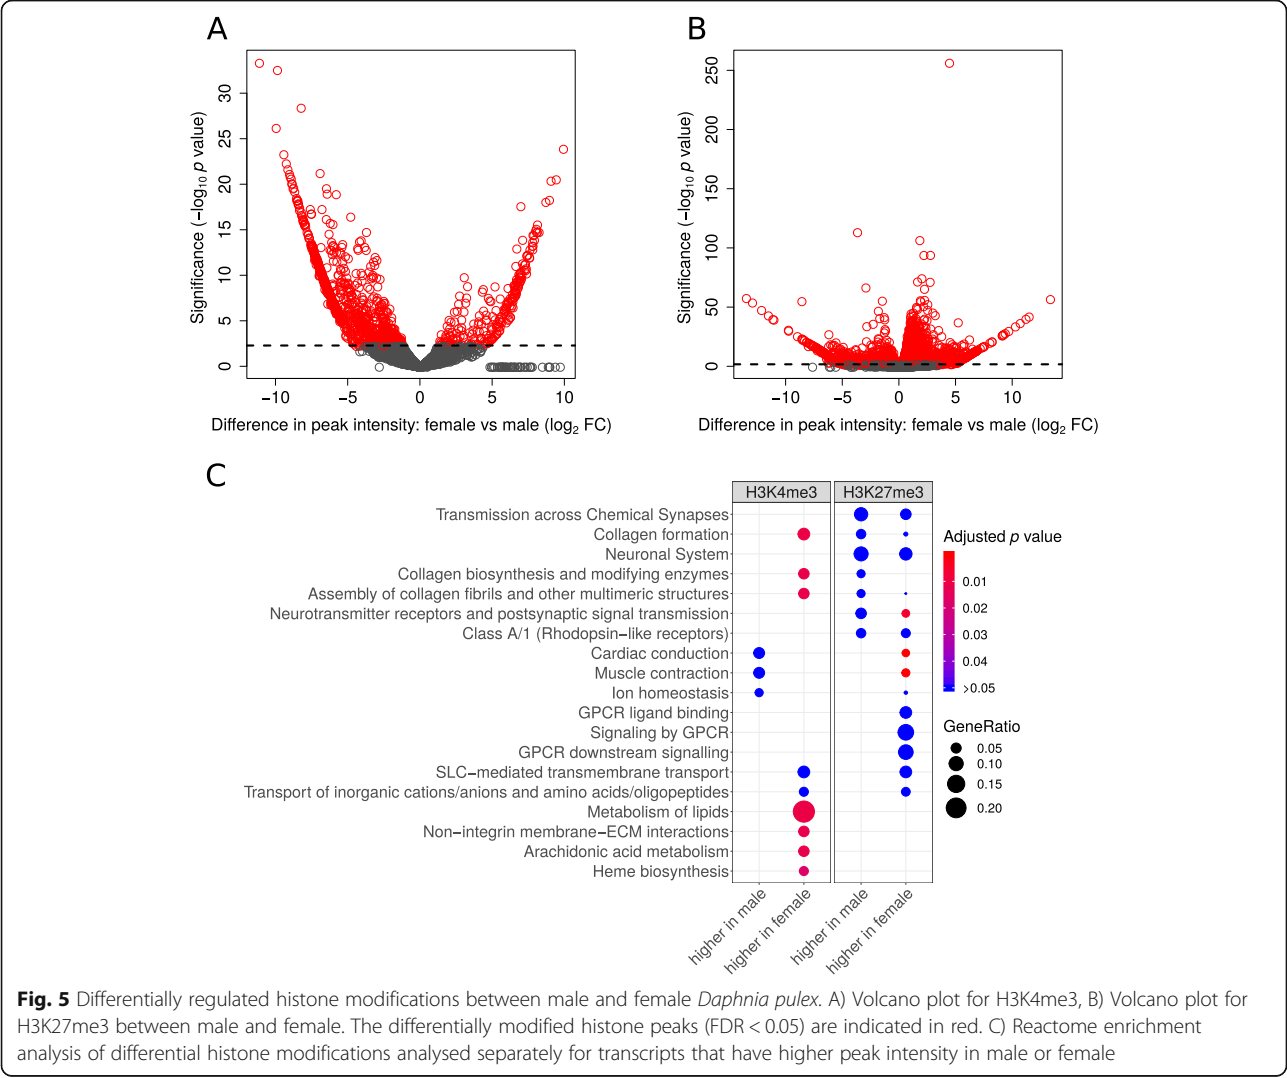 A
B
Significance (−log10 p value)
30
25
20
15
10
5
0
−10 −5 0 5 10
Difference in peak intensity: female vs male (log2 FC)
Significance (−log10 p value)
250
200
150
100
50
0
−10 −5 0 5 10
Difference in peak intensity: female vs male (log2 FC)
C
H3K4me3 H3K27me3
Transmission across Chemical Synapses
Collagen formation
Neuronal System
Collagen biosynthesis and modifying enzymes
Assembly of collagen fibrils and other multimeric structures
Neurotransmitter receptors and postsynaptic signal transmission
Class A/1 (Rhodopsin−like receptors)
Cardiac conduction
Muscle contraction
Ion homeostasis
GPCR ligand binding
Signaling by GPCR
GPCR downstream signalling
SLC−mediated transmembrane transport
Transport of inorganic cations/anions and amino acids/oligopeptides
Metabolism of lipids
Non−integrin membrane−ECM interactions
Arachidonic acid metabolism
Heme biosynthesis
higher in male
higher in female
higher in male
higher in female
Adjusted p value
0.01
0.02
0.03
0.04
>0.05
GeneRatio
0.05
0.10
0.15
0.20
Fig. 5 Differentially regulated histone modifications between male and female Daphnia pulex. A) Volcano plot for H3K4me3, B) Volcano plot for
H3K27me3 between male and female. The differentially modified histone peaks (FDR < 0.05) are indicated in red. C) Reactome enrichment
analysis of differential histone modifications analysed separately for transcripts that have higher peak intensity in male or female